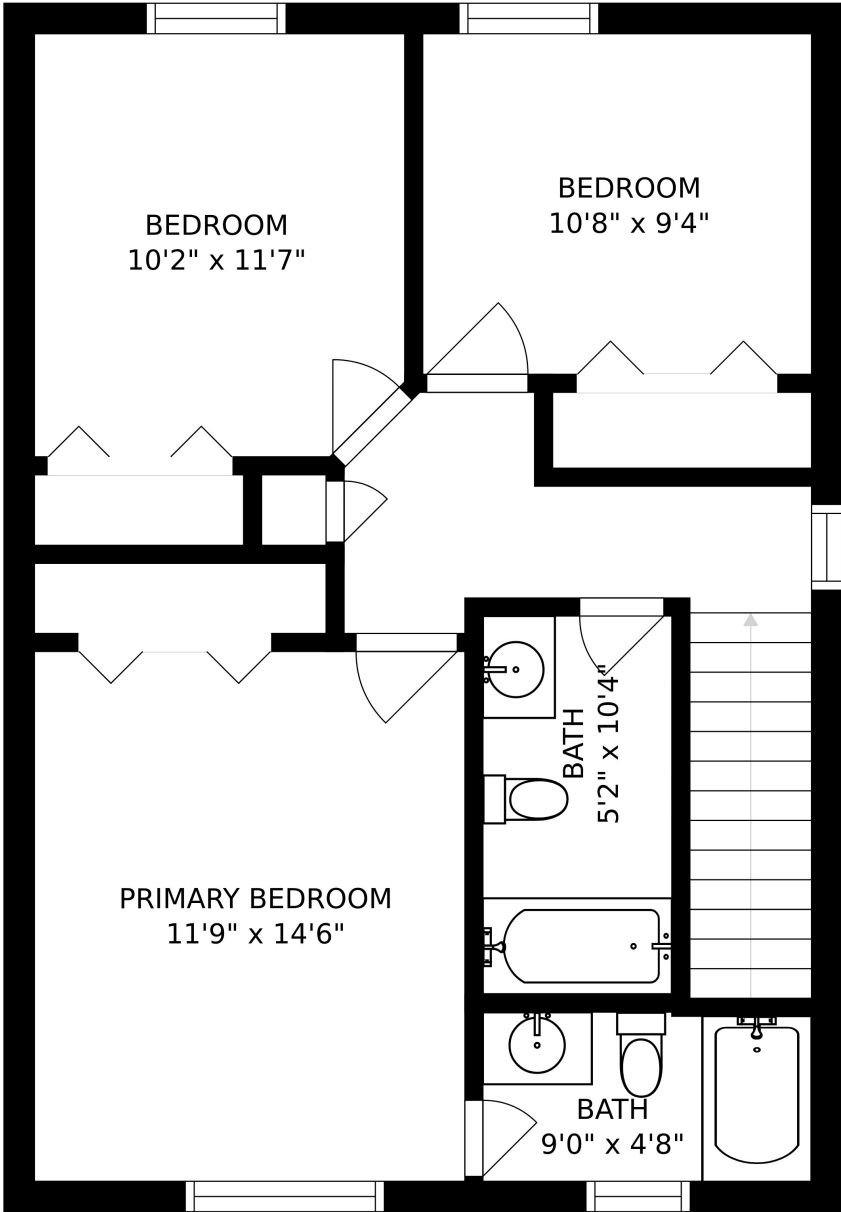 BEDROOM
10'2" x 11'7"
BEDROOM
10'8" x 9'4"
BATH
5'2" x 10'4"
PRIMARY BEDROOM
11'9" x 14'6"
BATH
9'0" x 4'8"